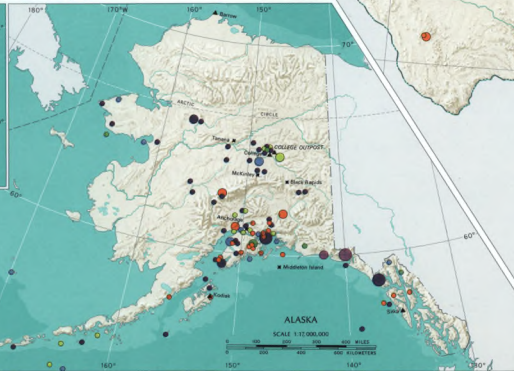 180°
170°W
160°
150°
Barrow
70°
ARCTIC
CIRCLE
Tanana
COLLEGE OUTPOST
College
McKinley
Black Rapids
60°
Anchorage
60°
Middleton Island
Kodiak
Sitka
ALASKA
SCALE 1:17,000,000
MILES
KILOMETERS
160°
150°
140°